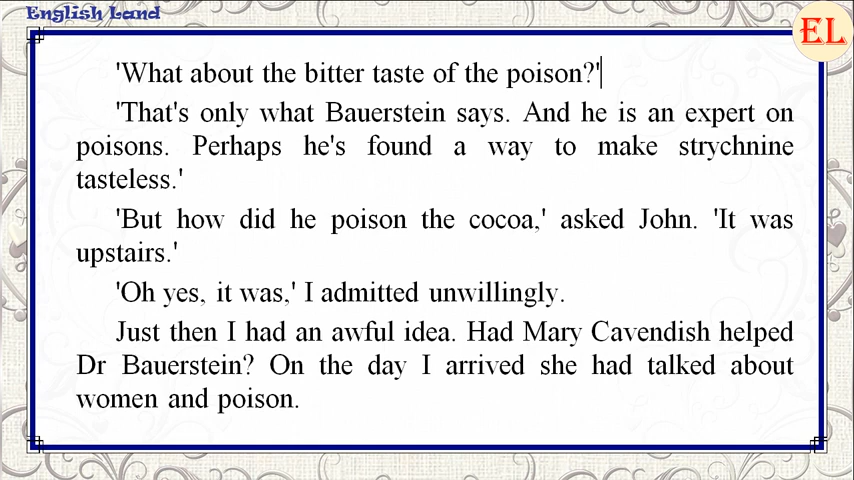 English Land
EL
'What about the bitter taste of the poison?'
'That's only what Bauerstein says. And he is an expert on
poisons. Perhaps he's found a way to make strychnine
tasteless.'
'But how did he poison the cocoa,' asked John. 'It was
upstairs.'
'Oh yes, it was,' I admitted unwillingly.
Just then I had an awful idea. Had Mary Cavendish helped
Dr Bauerstein? On the day I arrived she had talked about
women and poison.